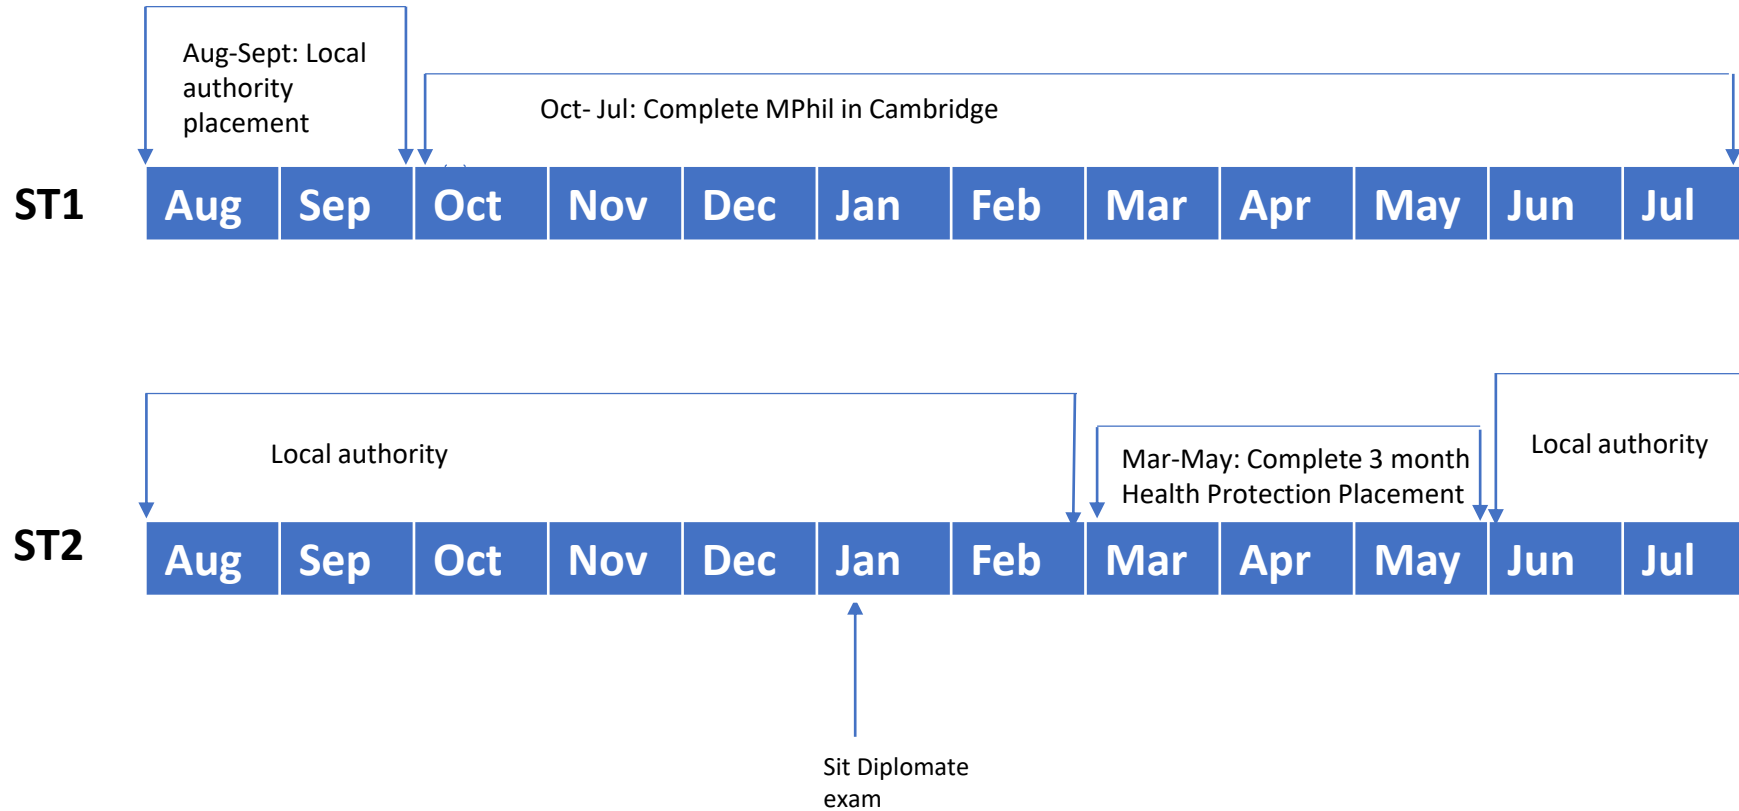 Aug-Sept: Local
authority
placement
Oct- Jul: Complete MPhil in Cambridge
ST1
Aug Sep Oct Nov Dec Jan Feb Mar Apr May Jun Jul
Local authority
Mar-May: Complete 3 month
Health Protection Placement
Local authority
ST2
Aug Sep Oct Nov Dec Jan Feb Mar Apr May Jun Jul
Sit Diplomate
exam